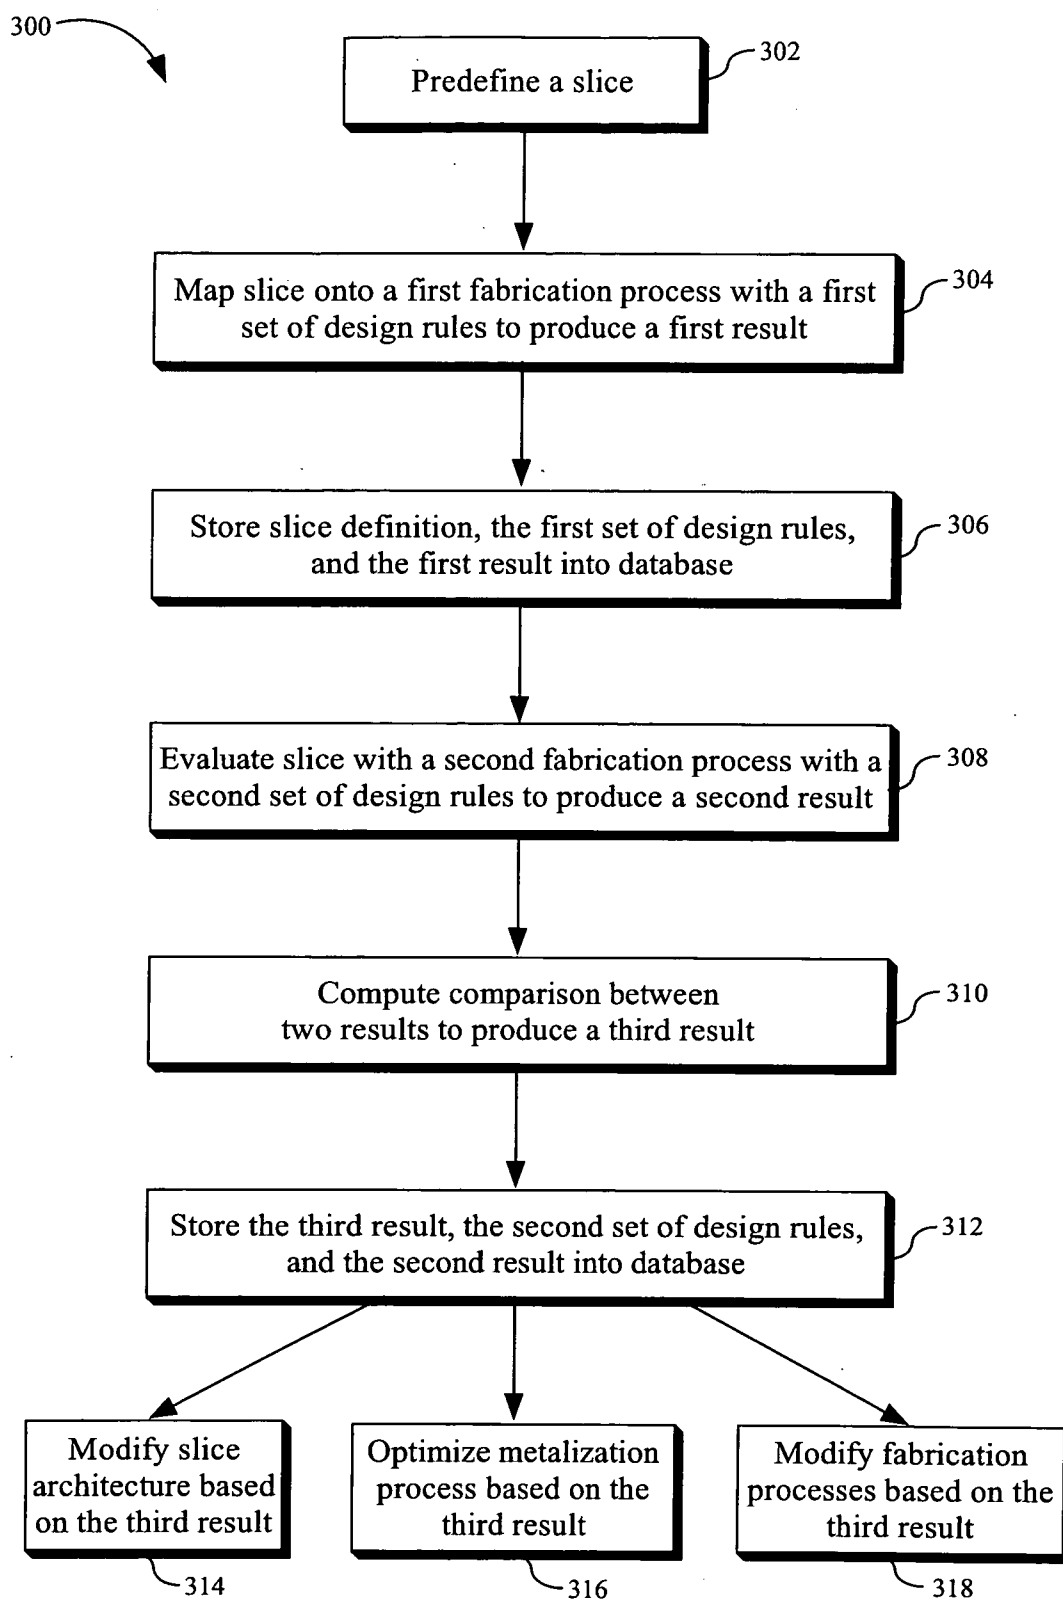 300
Predefine a slice
302
Map slice onto a first fabrication process with a first
set of design rules to produce a first result
304
Store slice definition, the first set of design rules,
and the first result into database
306
Evaluate slice with a second fabrication process with a
second set of design rules to produce a second result
308
Compute comparison between
two results to produce a third result
310
Store the third result, the second set of design rules,
and the second result into database
312
Modify slice
architecture based
on the third result
314
Optimize metalization
process based on the
third result
316
Modify fabrication
processes based on the
third result
318